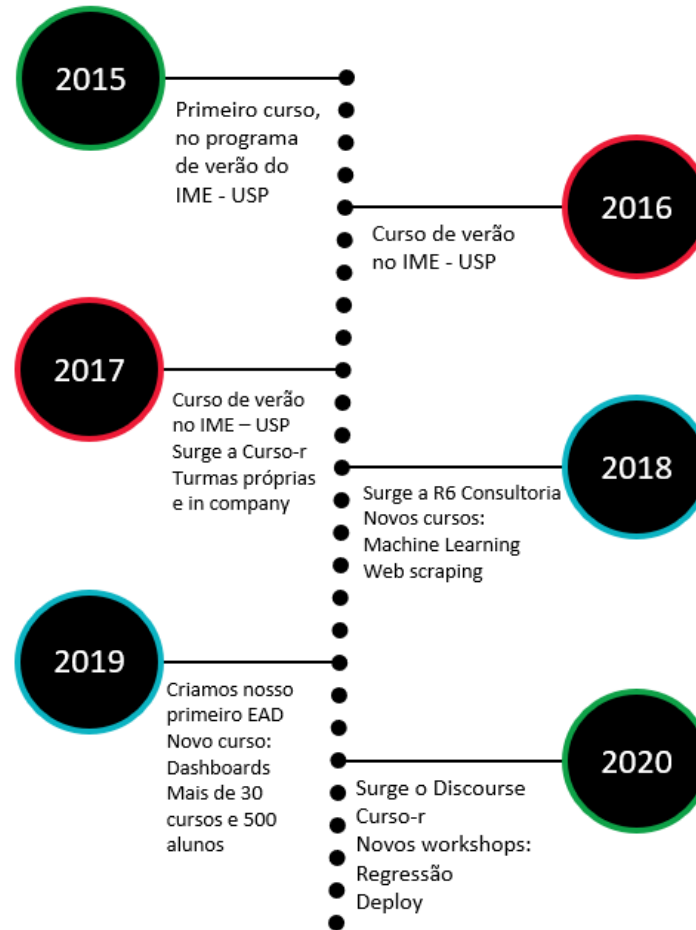 2015
Primeiro curso,
no programa
de verão do
IME - USP
2016
Curso de verão
no IME - USP
2017
Curso de verão
no IME – USP
Surge a Curso-r
Turmas próprias
e in company
2018
Surge a R6 Consultoria
Novos cursos:
Machine Learning
Web scraping
2019
Criamos nosso
primeiro EAD
Novo curso:
Dashboards
Mais de 30
cursos e 500
alunos
2020
Surge o Discourse
Curso-r
Novos workshops:
Regressão
Deploy